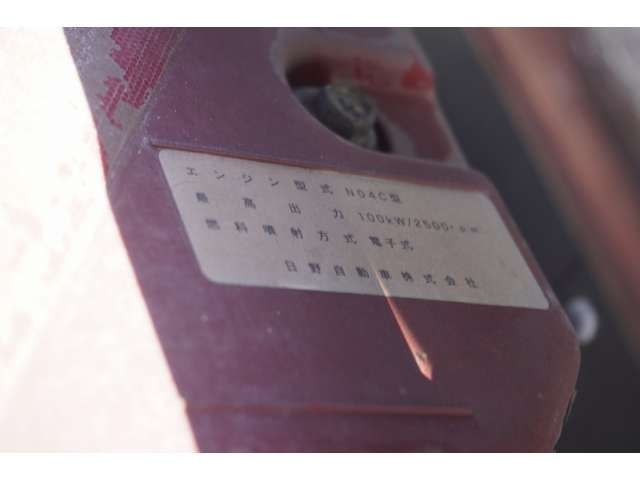 エンジン型式 N04C型
最高出力 100kW/2500rpm
燃料噴射方式 電子式
日野自動車株式会社